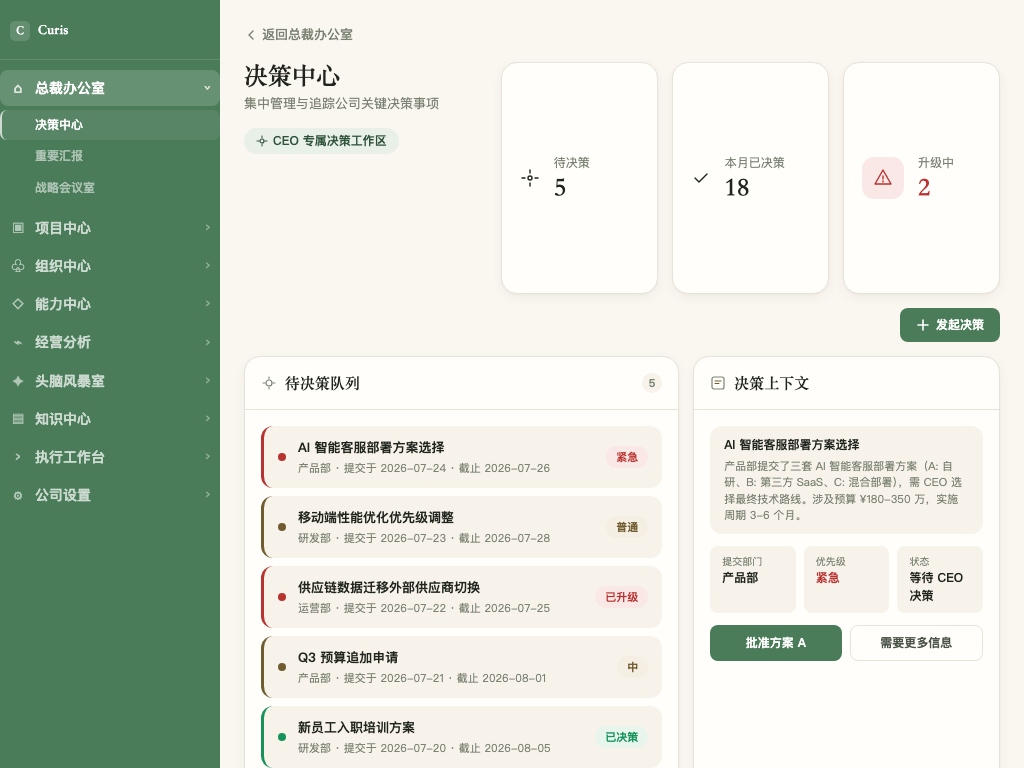 C Curis
总裁办公室
决策中心
重要汇报
战略会议室
项目中心
组织中心
能力中心
经营分析
头脑风暴室
知识中心
执行工作台
公司设置
返回总裁办公室
决策中心
集中管理与追踪公司关键决策事项
CEO 专属决策工作区
待决策
5
本月已决策
18
升级中
2
发起决策
待决策队列
5
AI 智能客服部署方案选择
产品部 · 提交于 2026-07-24 · 截止 2026-07-26
紧急
移动端性能优化优先级调整
研发部 · 提交于 2026-07-23 · 截止 2026-07-28
普通
供应链数据迁移外部供应商切换
运营部 · 提交于 2026-07-22 · 截止 2026-07-25
已升级
Q3 预算追加申请
产品部 · 提交于 2026-07-21 · 截止 2026-08-01
中
新员工入职培训方案
研发部 · 提交于 2026-07-20 · 截止 2026-08-05
已决策
决策上下文
AI 智能客服部署方案选择
产品部提交了三套 AI 智能客服部署方案（A: 自
研、B: 第三方 SaaS、C: 混合部署），需 CEO 选
择最终技术路线。涉及预算 ¥180–350 万，实施
周期 3–6 个月。
提交部门
产品部
优先级
紧急
状态
等待 CEO
决策
批准方案 A
需要更多信息